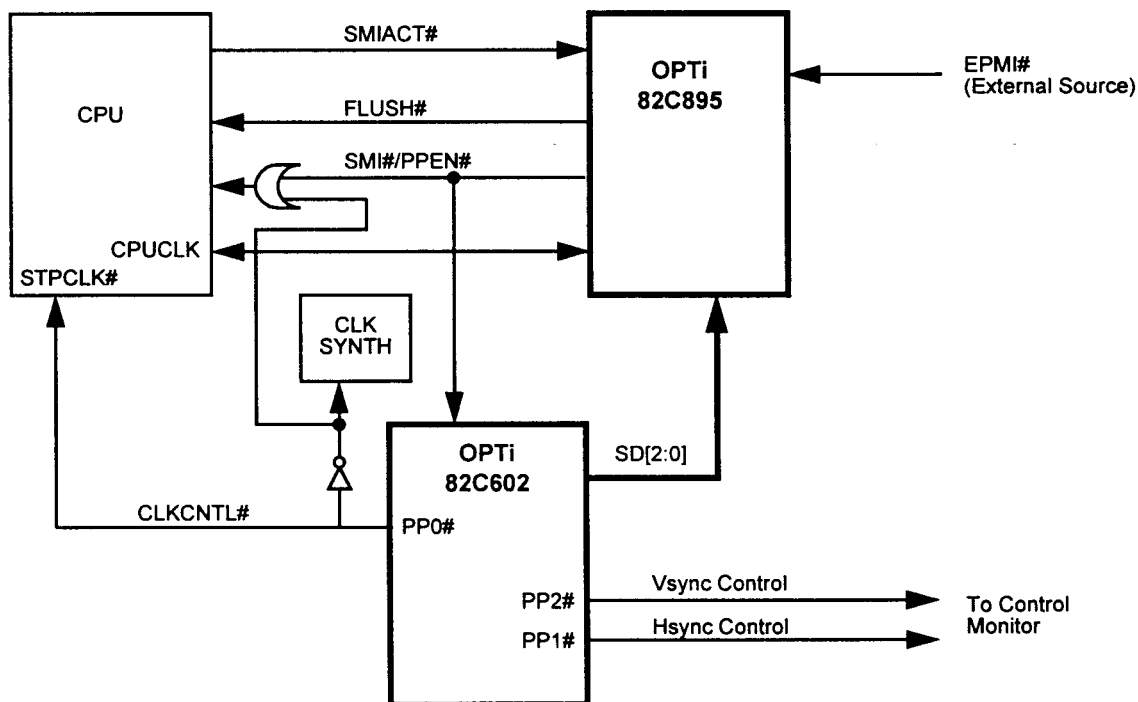 SMIACT#
OPTi
82C895
EPMI#
(External Source)
CPU
FLUSH#
SMI#/PPEN#
CPUCLK
STPCLK#
CLK
SYNTH
OPTi
82C602
SD[2:0]
CLKCNTL#
PP0#
PP2#
Vsync Control
PP1#
Hsync Control
To Control
Monitor